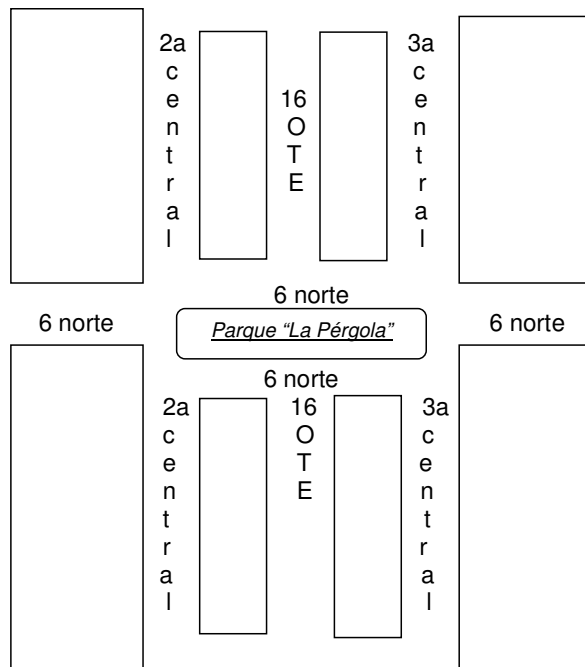 2a central
16 OTE
3a central
6 norte
6 norte
Parque “La Pérgola”
6 norte
6 norte
2a central
16 OTE
3a central